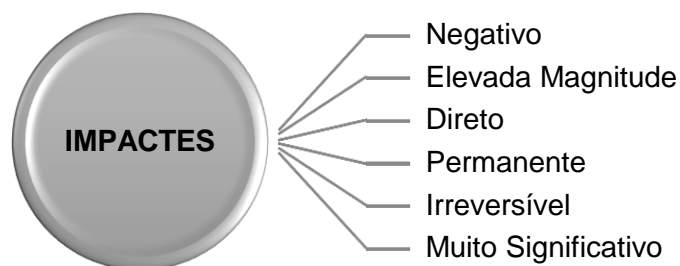 IMPACTES
Negativo
Elevada Magnitude
Direto
Permanente
Irreversível
Muito Significativo